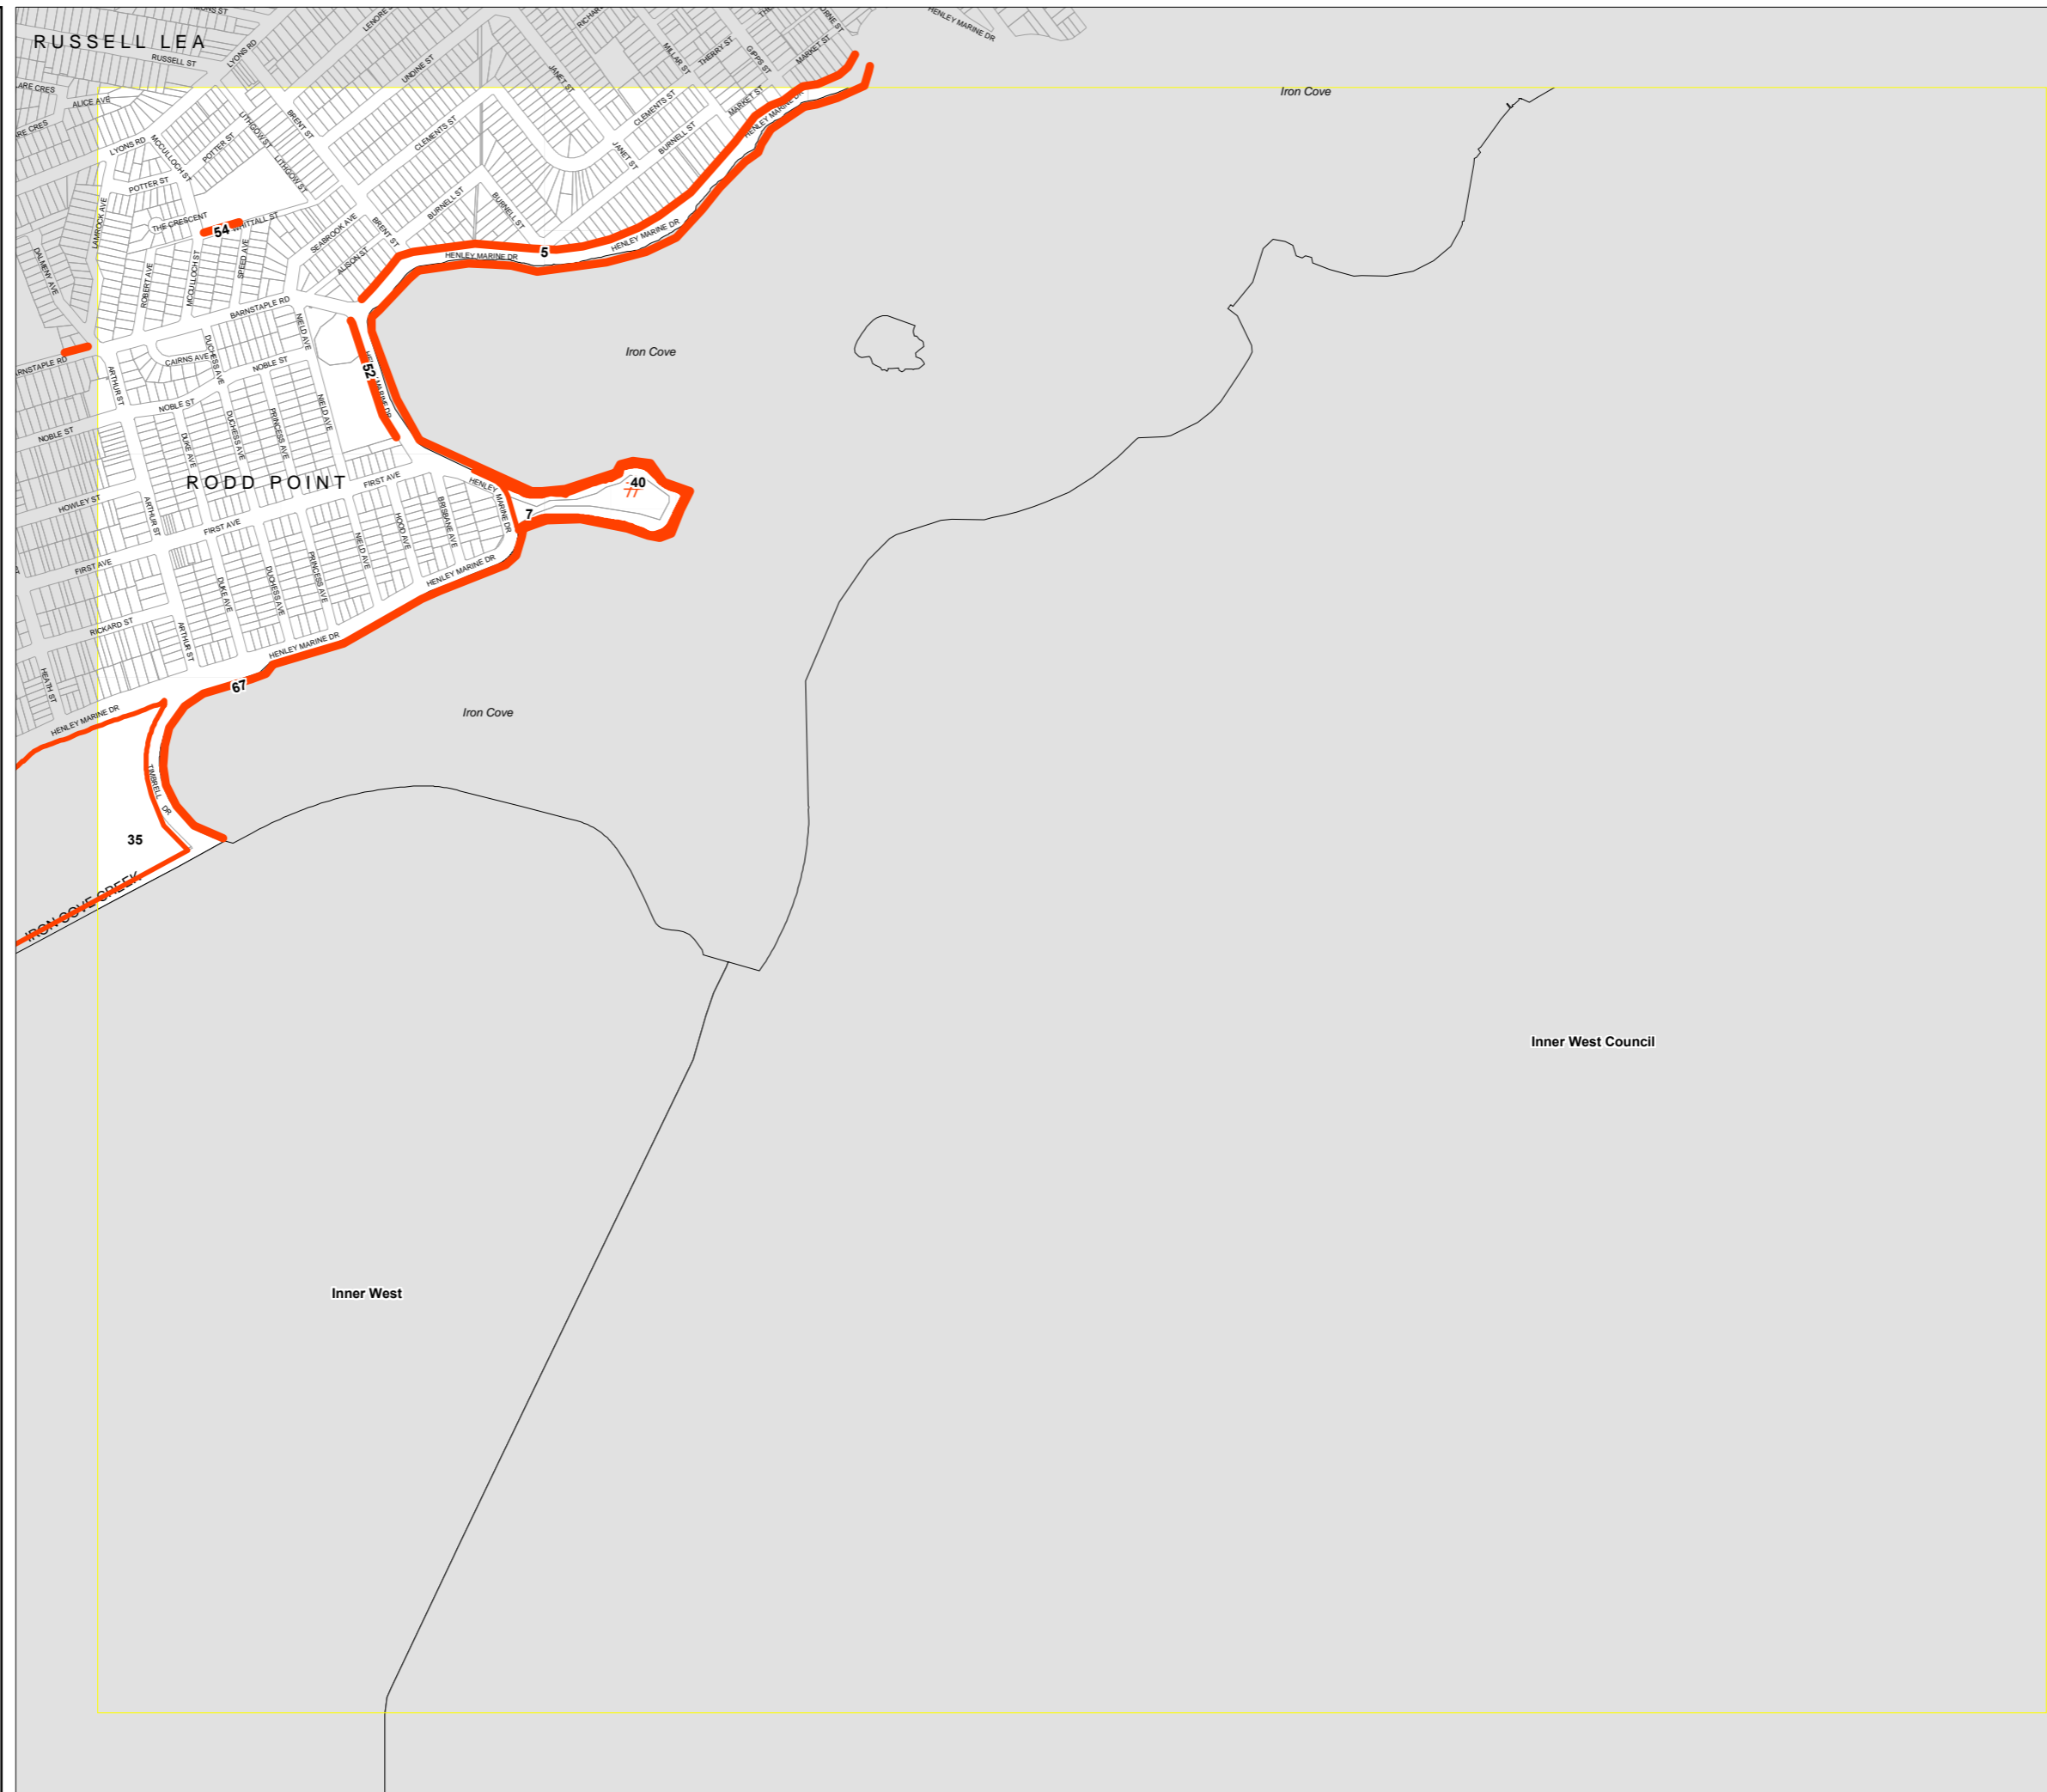 RUSSELL LEA
RUSSELL ST
LYONS RD
UNDINE ST
JANET ST
MILLAR ST
THERRY ST
GIPPS ST
MARKET ST
HENLEY MARINE DR
Iron Cove
ALICE AVE
LYONS RD
MCCULLOCH ST
POTTER ST
LITHGOW ST
BRENT ST
LITHGOW ST
CLEMENTS ST
CLEMENTS ST
MARKET ST
HENLEY MARINE DR
JANET ST
BURNELL ST
POTTER ST
LAMROCK AVE
THE CRESCENT
54
WHITTALL ST
SEABROOK AVE
BRENT ST
BURNELL ST
BURNELL ST
DALMENY AVE
ROBERT AVE
MCCULLOCH ST
SPEED AVE
ALISON ST
HENLEY MARINE DR
5
HENLEY MARINE DR
BARNSTAPLE RD
NIELD AVE
DUCHESS AVE
CAIRNS AVE
NOBLE ST
52
Iron Cove
ARTHUR ST
NOBLE ST
NOBLE ST
DUKE AVE
DUCHESS AVE
PRINCESS AVE
NIELD AVE
RODD POINT
FIRST AVE
HENLEY MARINE DR
40
7
HOWLEY ST
ARTHUR ST
FIRST AVE
NIELD AVE
HOOD AVE
BRISBANE AVE
FIRST AVE
DUKE AVE
DUCHESS AVE
PRINCESS AVE
HENLEY MARINE DR
RICKARD ST
ARTHUR ST
HENLEY MARINE DR
HEATH ST
67
HENLEY MARINE DR
Iron Cove
TIMBRELL DR
35
IRON COVE CREEK
Inner West Council
Inner West